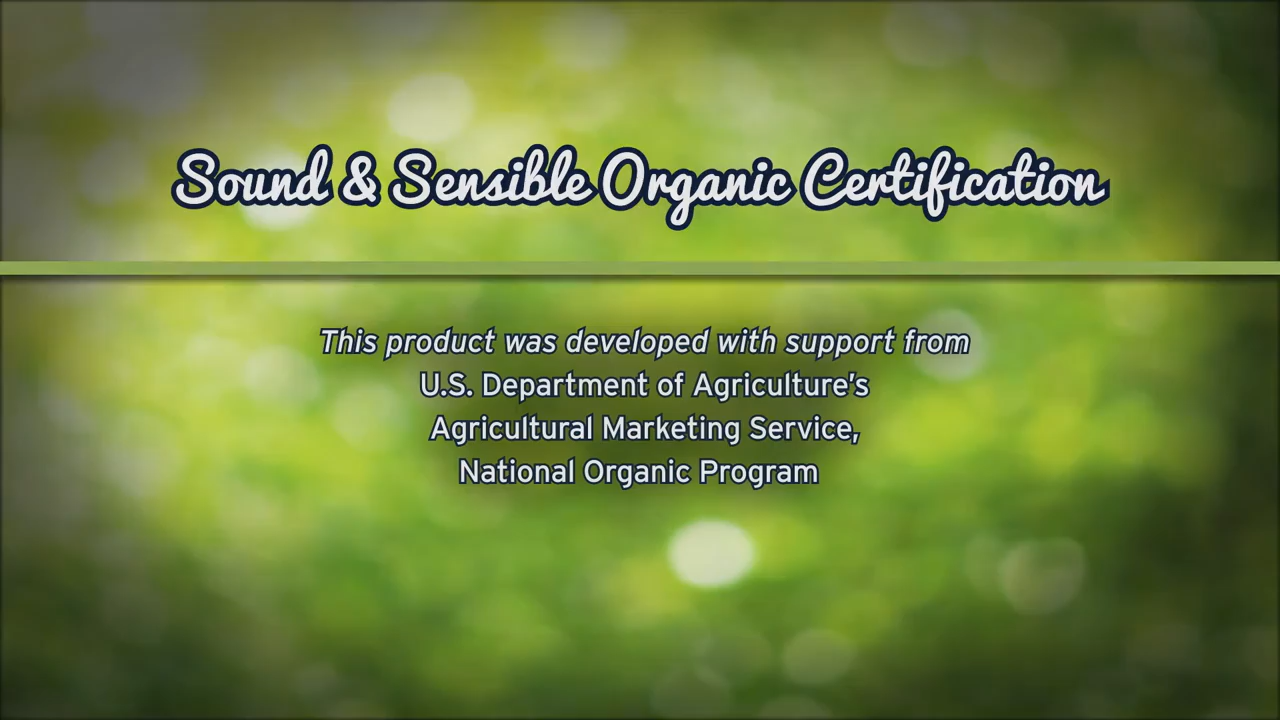 Sound & Sensible Organic Certification
This product was developed with support from
U.S. Department of Agriculture's
Agricultural Marketing Service,
National Organic Program